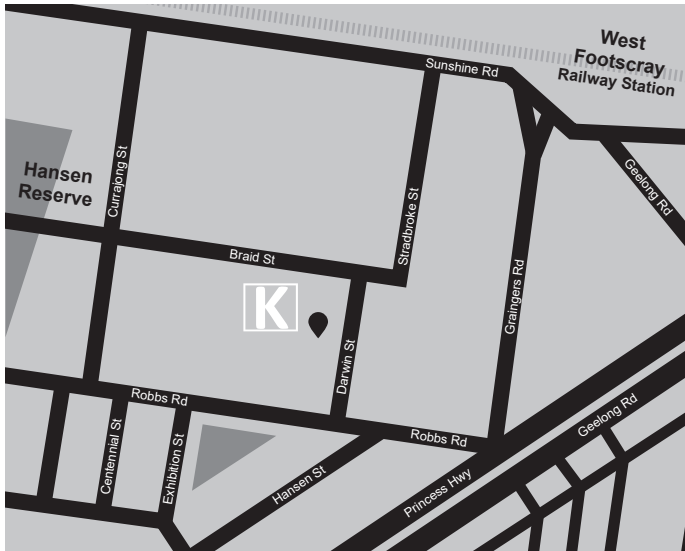 West
Footscray
Railway Station
Sunshine Rd
Geelong Rd
Hansen
Reserve
Currajong St
Stradbroke St
Braid St
Graingers Rd
K
Darwin St
Robbs Rd
Robbs Rd
Geelong Rd
Centennial St
Exhibition St
Hansen St
Princess Hwy